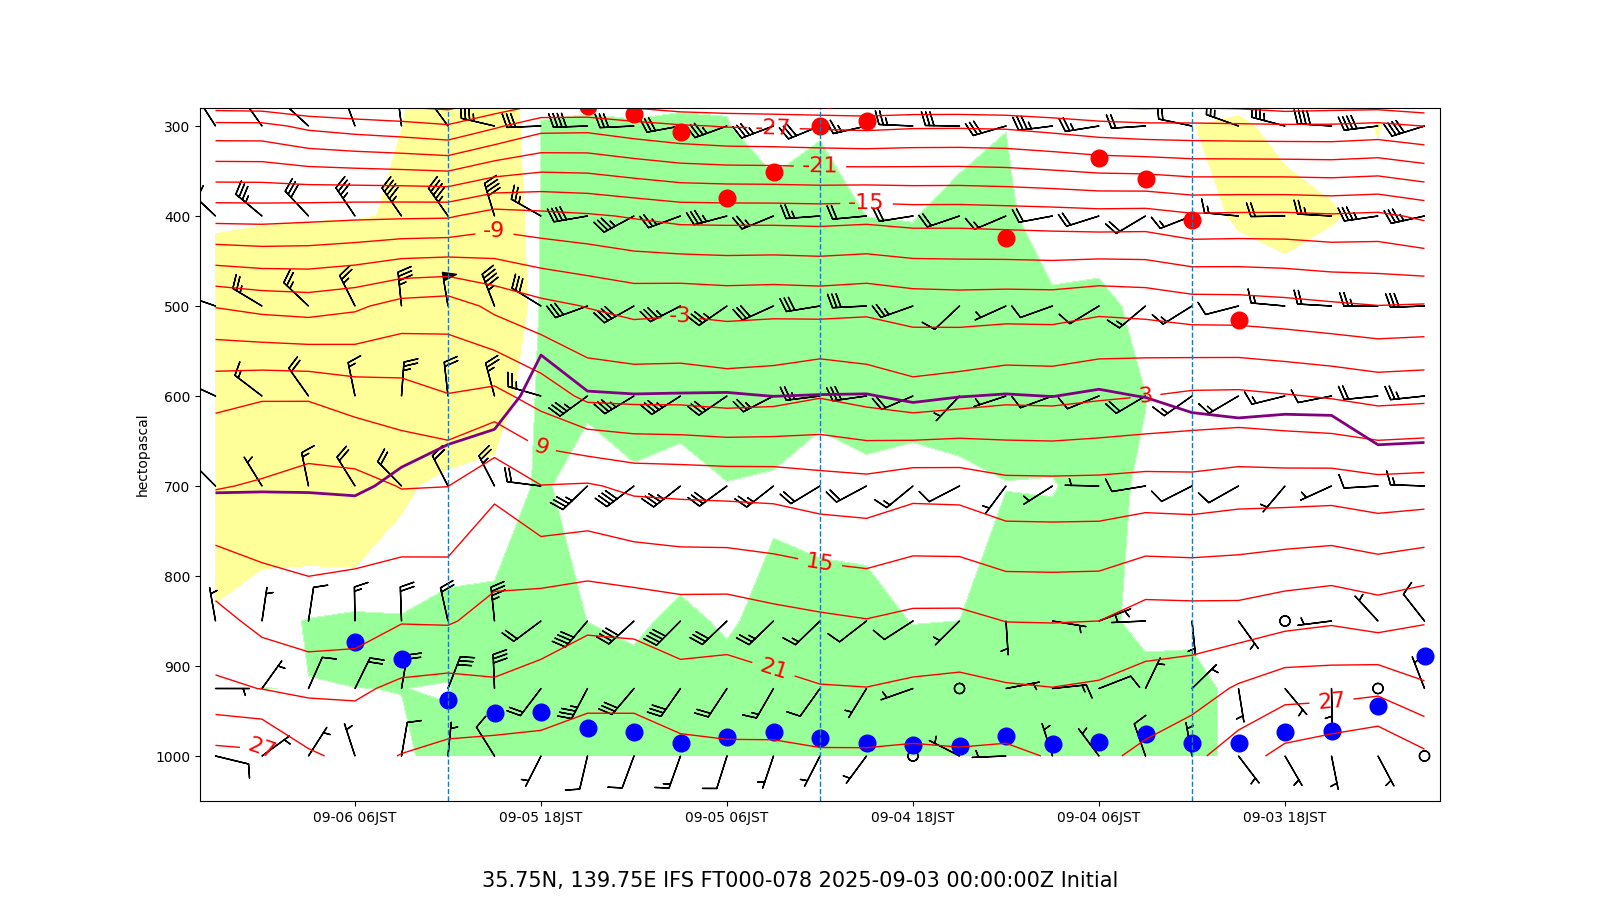 300
400
500
600
700
800
900
1000
hectopascal
-27
-21
-15
-9
-3
3
9
15
21
27
27
09-06 06JST
09-05 18JST
09-05 06JST
09-04 18JST
09-04 06JST
09-03 18JST
35.75N, 139.75E IFS FT000-078 2025-09-03 00:00:00Z Initial